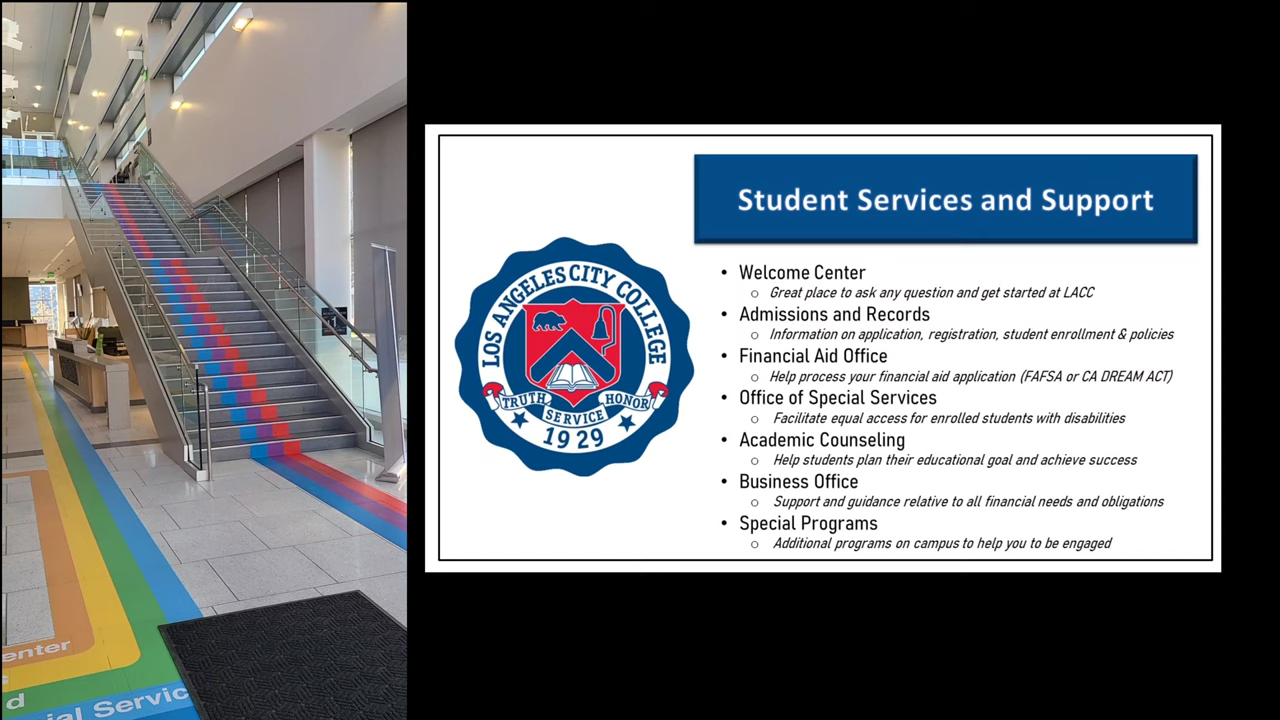 enter
d
Student Services and Support
LOS ANGELES CITY COLLEGE
TRUTH
SERVICE
HONOR
1929
• Welcome Center
o Great place to ask any question and get started at LACC
• Admissions and Records
o Information on application, registration, student enrollment & policies
• Financial Aid Office
o Help process your financial aid application (FAFSA or CA DREAM ACT)
• Office of Special Services
o Facilitate equal access for enrolled students with disabilities
• Academic Counseling
o Help students plan their educational goal and achieve success
• Business Office
o Support and guidance relative to all financial needs and obligations
• Special Programs
o Additional programs on campus to help you to be engaged